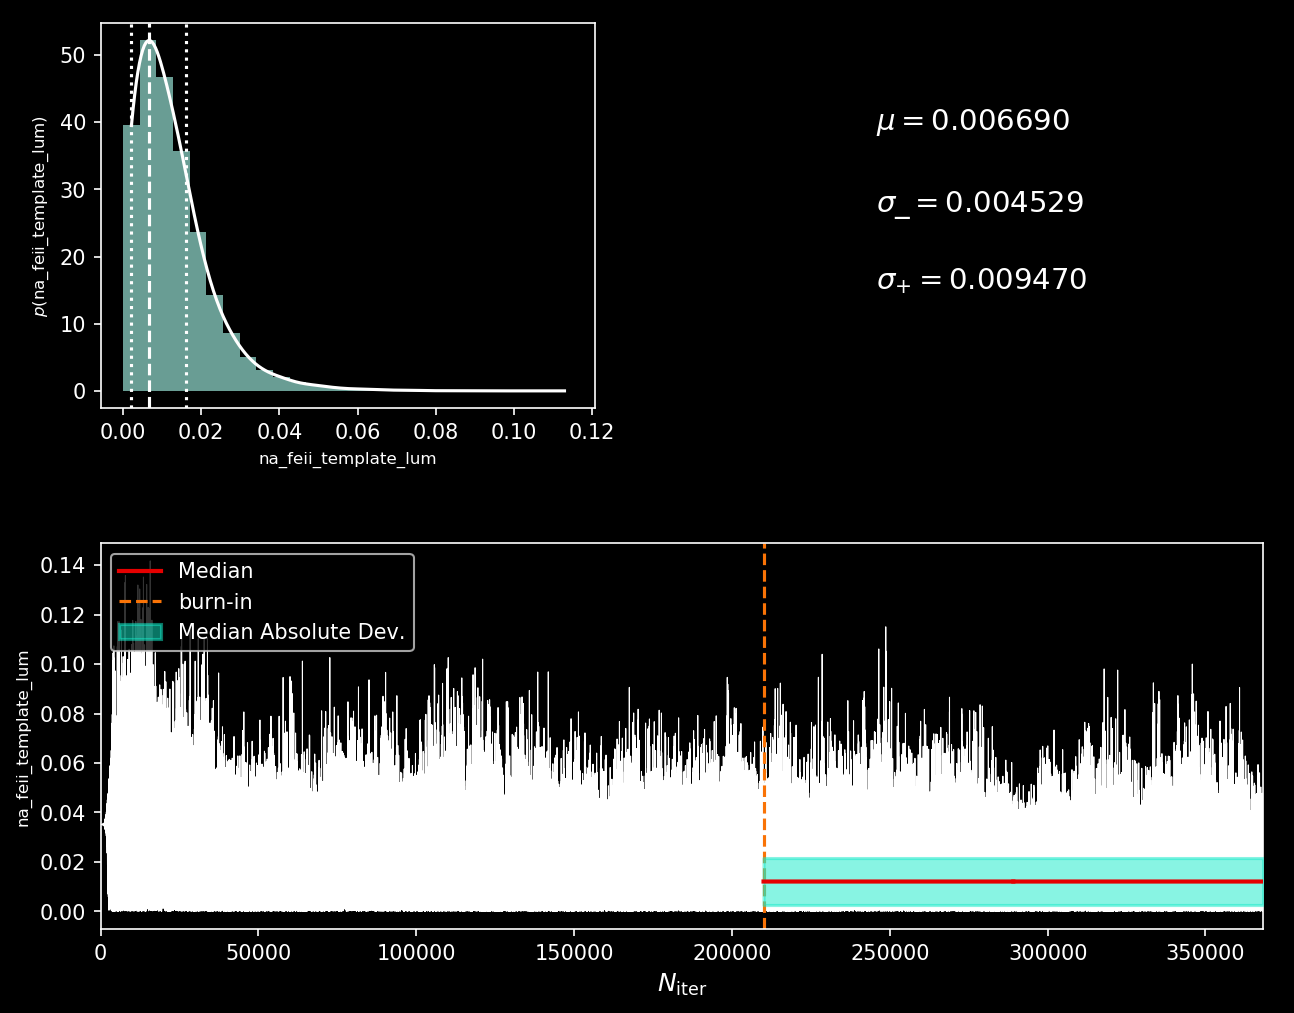 50
40
30
20
10
0
p(na_feii_template_lum)
0.00 0.02 0.04 0.06 0.08 0.10 0.12
na_feii_template_lum
μ = 0.006690
σ_ = 0.004529
σ+ = 0.009470
0.14
0.12
0.10
0.08
0.06
0.04
0.02
0.00
na_feii_template_lum
Median
burn-in
Median Absolute Dev.
0 50000 100000 150000 200000 250000 300000 350000
Niter